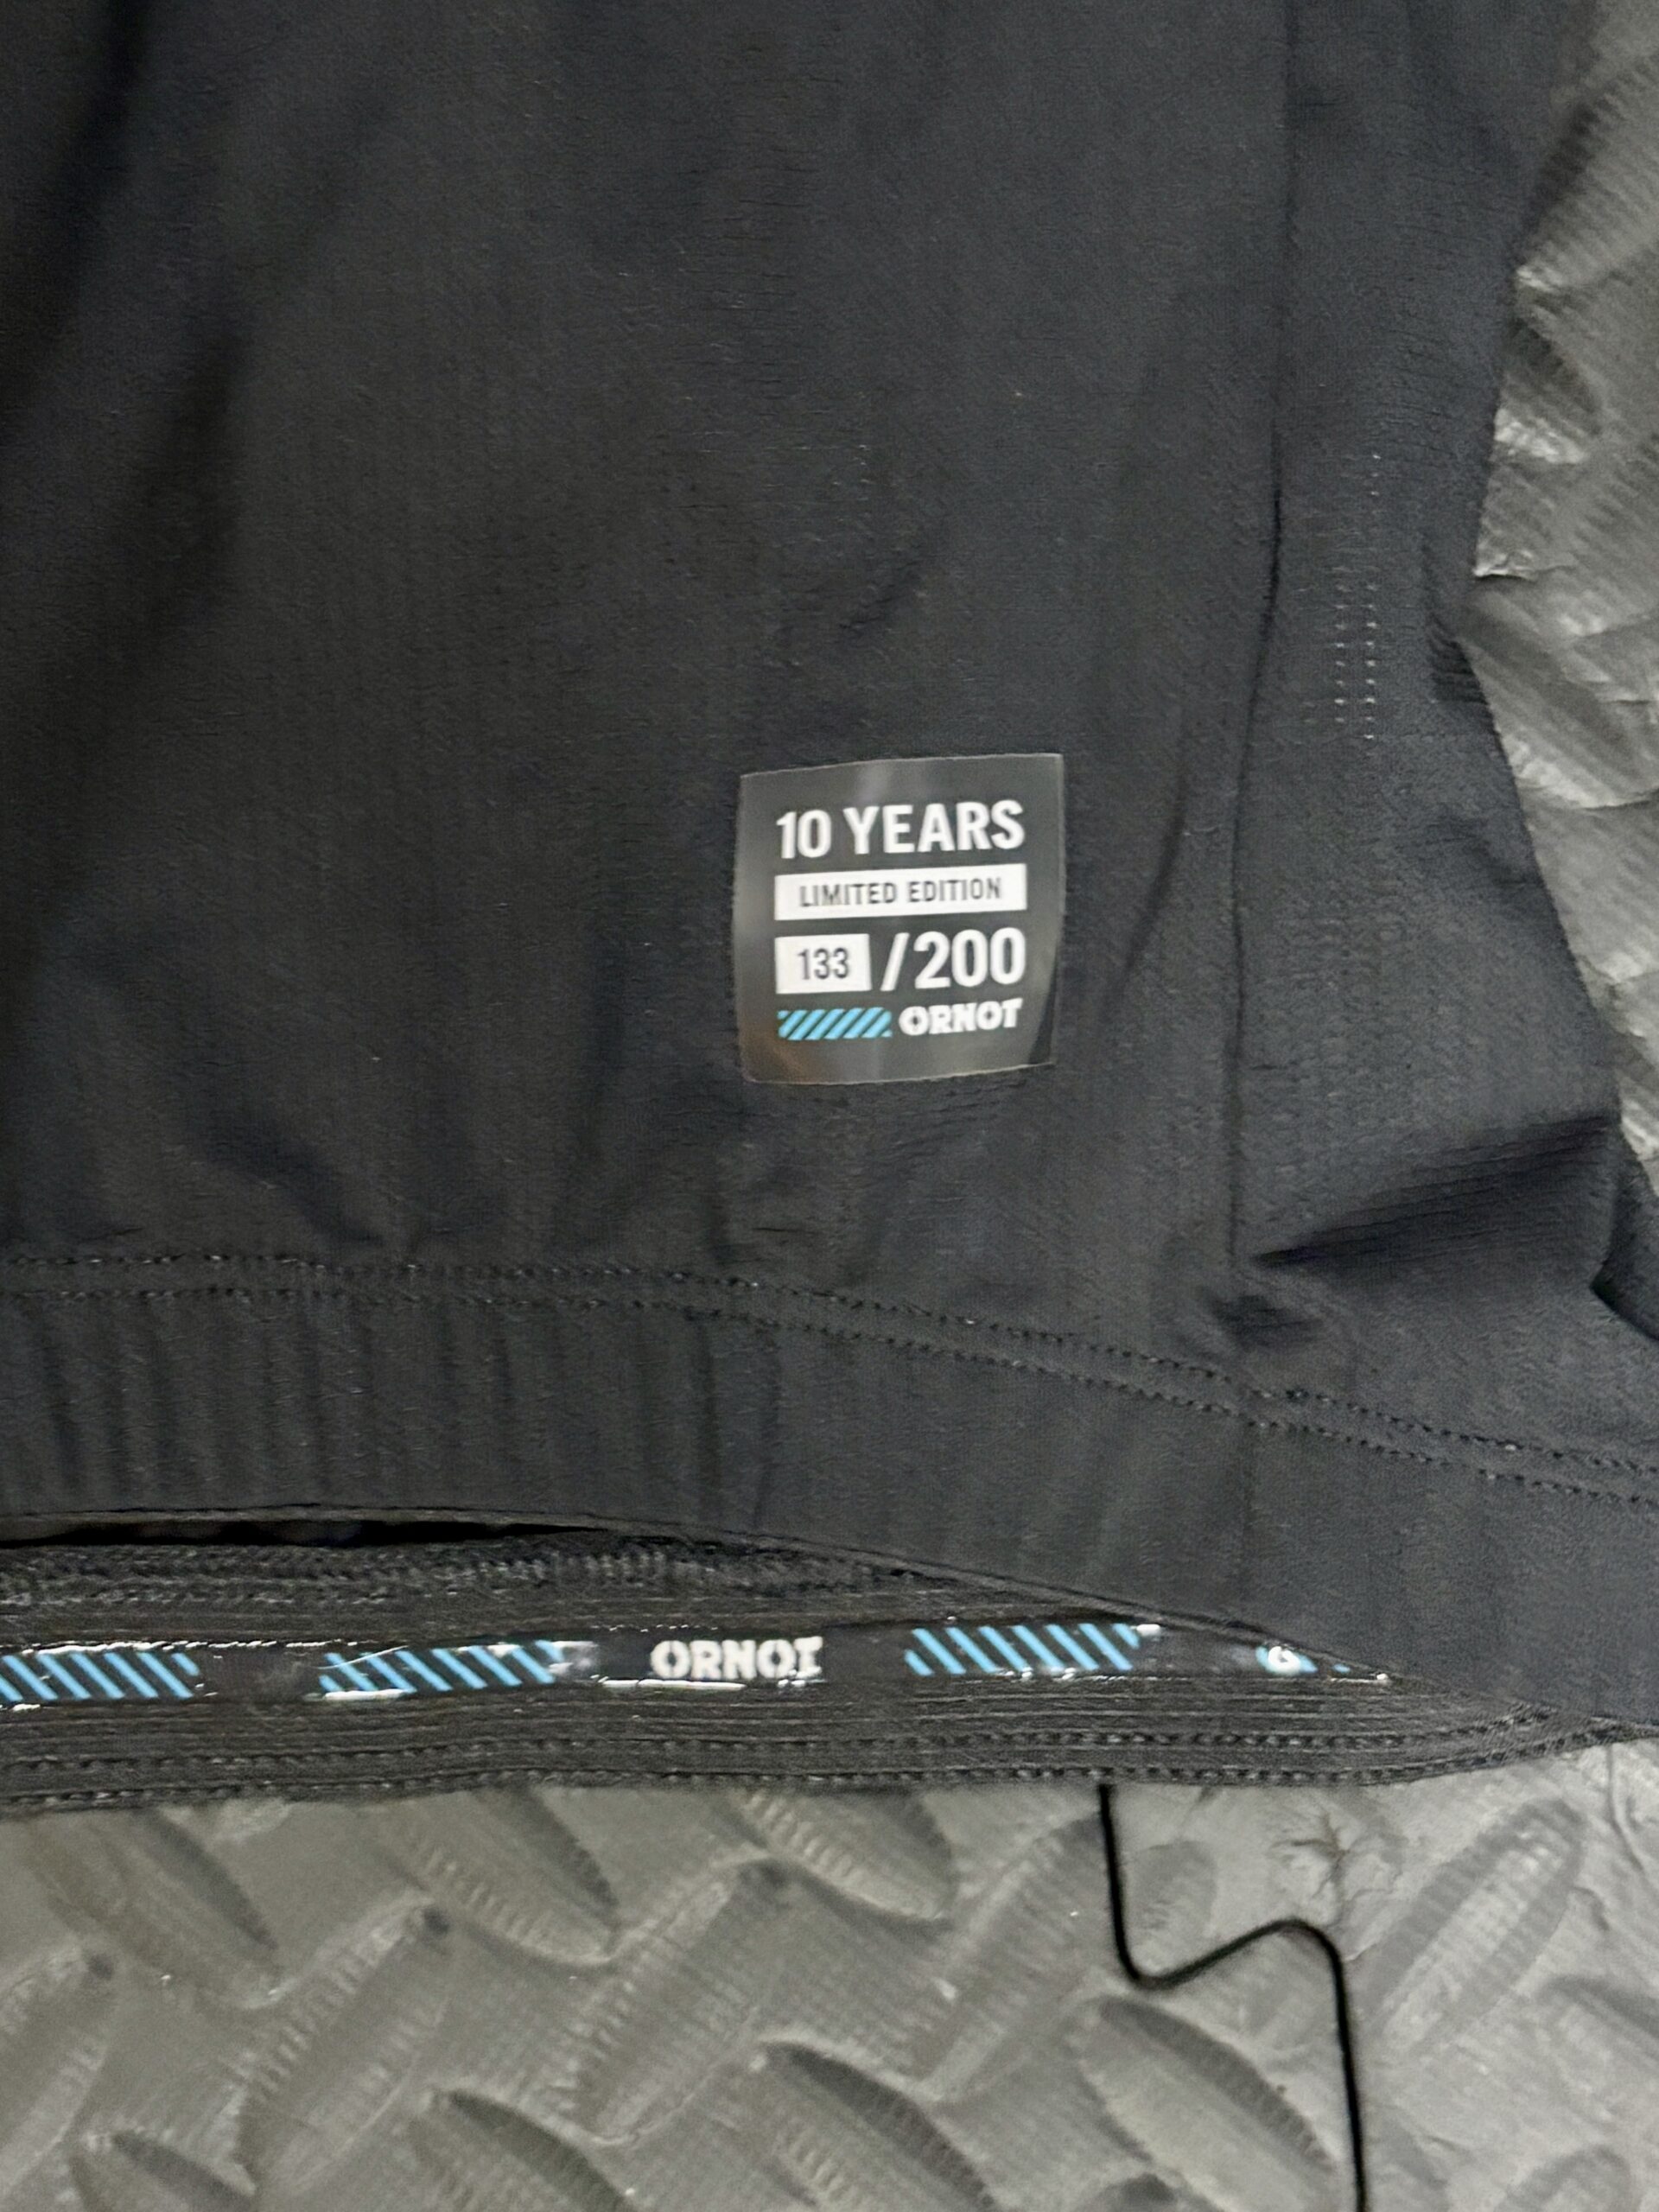 10 YEARS
LIMITED EDITION
133 /200
ORNOT
ORNOT